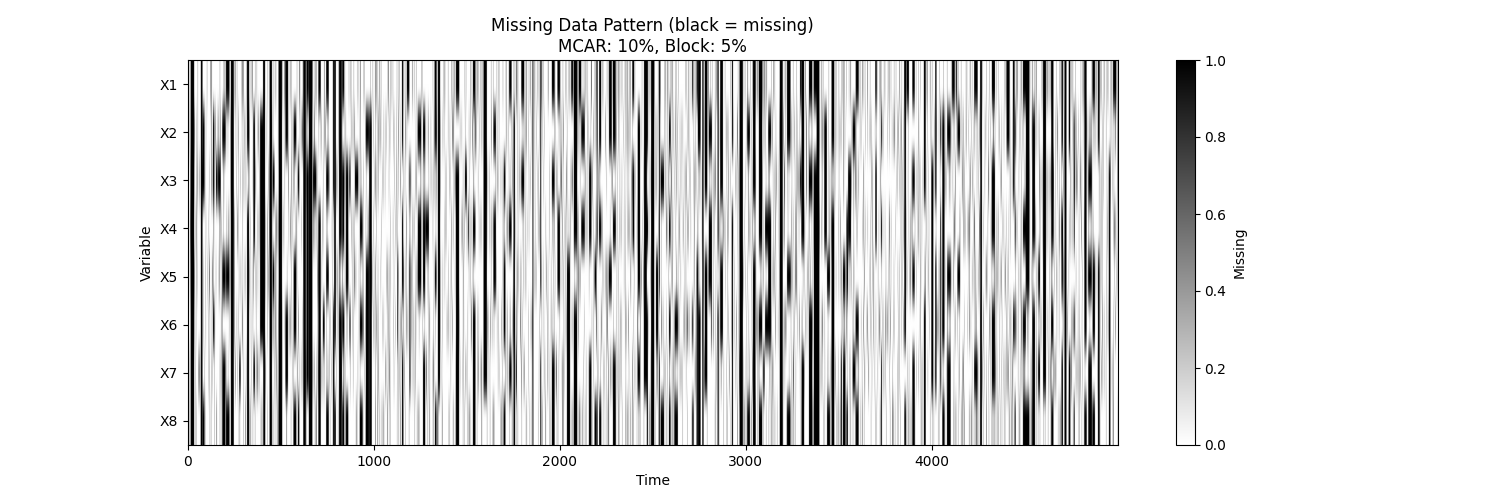 Missing Data Pattern (black = missing)
MCAR: 10%, Block: 5%
Variable
X1
X2
X3
X4
X5
X6
X7
X8
0 1000 2000 3000 4000
Time
1.0
0.8
0.6
0.4
0.2
0.0
Missing